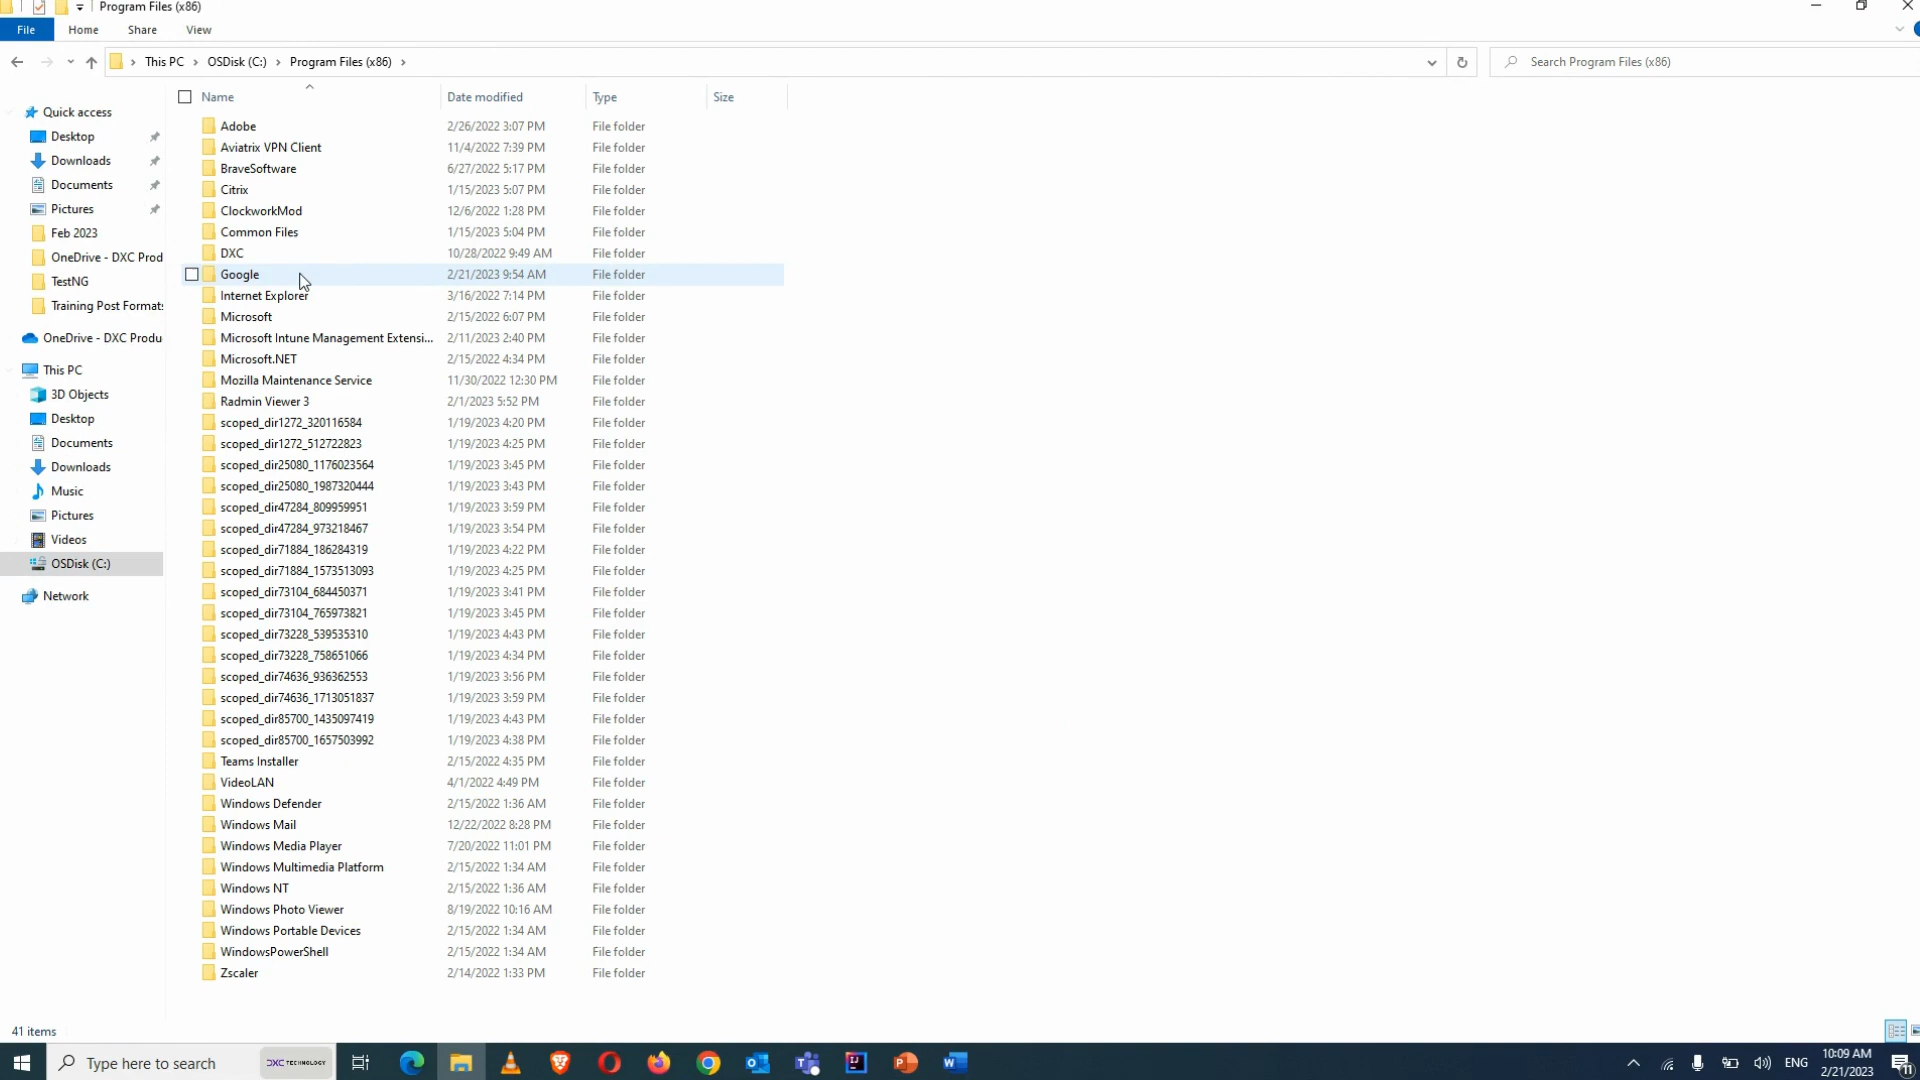 Program Files (x86)
File Home Share View
This PC OSDisk (C:) Program Files (x86)
Search Program Files (x86)
Name Date modified Type Size
Quick access
Desktop
Downloads
Documents
Pictures
Feb 2023
OneDrive - DXC Prod
TestNG
Training Post Formats
OneDrive - DXC Produ
This PC
3D Objects
Desktop
Documents
Downloads
Music
Pictures
Videos
OSDisk (C:)
Network
Adobe 2/26/2022 3:07 PM File folder
Aviatrix VPN Client 11/4/2022 7:39 PM File folder
BraveSoftware 6/27/2022 5:17 PM File folder
Citrix 1/15/2023 5:07 PM File folder
ClockworkMod 12/6/2022 1:28 PM File folder
Common Files 1/15/2023 5:04 PM File folder
DXC 10/28/2022 9:49 AM File folder
Google 2/21/2023 9:54 AM File folder
Internet Explorer 3/16/2022 7:14 PM File folder
Microsoft 2/15/2022 6:07 PM File folder
Microsoft Intune Management Extensi... 2/11/2023 2:40 PM File folder
Microsoft.NET 2/15/2022 4:34 PM File folder
Mozilla Maintenance Service 11/30/2022 12:30 PM File folder
Radmin Viewer 3 2/1/2023 5:52 PM File folder
scoped_dir1272_320116584 1/19/2023 4:20 PM File folder
scoped_dir1272_512722823 1/19/2023 4:25 PM File folder
scoped_dir25080_1176023564 1/19/2023 3:45 PM File folder
scoped_dir25080_1987320444 1/19/2023 3:43 PM File folder
scoped_dir47284_809959951 1/19/2023 3:59 PM File folder
scoped_dir47284_973218467 1/19/2023 3:54 PM File folder
scoped_dir71884_186284319 1/19/2023 4:22 PM File folder
scoped_dir71884_1573513093 1/19/2023 4:25 PM File folder
scoped_dir73104_684450371 1/19/2023 3:41 PM File folder
scoped_dir73104_765973821 1/19/2023 3:45 PM File folder
scoped_dir73228_539535310 1/19/2023 4:43 PM File folder
scoped_dir73228_758651066 1/19/2023 4:34 PM File folder
scoped_dir74636_936362553 1/19/2023 3:56 PM File folder
scoped_dir74636_1713051837 1/19/2023 3:59 PM File folder
scoped_dir85700_1435097419 1/19/2023 4:43 PM File folder
scoped_dir85700_1657503992 1/19/2023 4:38 PM File folder
Teams Installer 2/15/2022 4:35 PM File folder
VideoLAN 4/1/2022 4:49 PM File folder
Windows Defender 2/15/2022 1:36 AM File folder
Windows Mail 12/22/2022 8:28 PM File folder
Windows Media Player 7/20/2022 11:01 PM File folder
Windows Multimedia Platform 2/15/2022 1:34 AM File folder
Windows NT 2/15/2022 1:36 AM File folder
Windows Photo Viewer 8/19/2022 10:16 AM File folder
Windows Portable Devices 2/15/2022 1:34 AM File folder
WindowsPowerShell 2/15/2022 1:34 AM File folder
Zscaler 2/14/2022 1:33 PM File folder
41 items
Type here to search DXC TECHNOLOGY
ENG
10:09 AM
2/21/2023
11